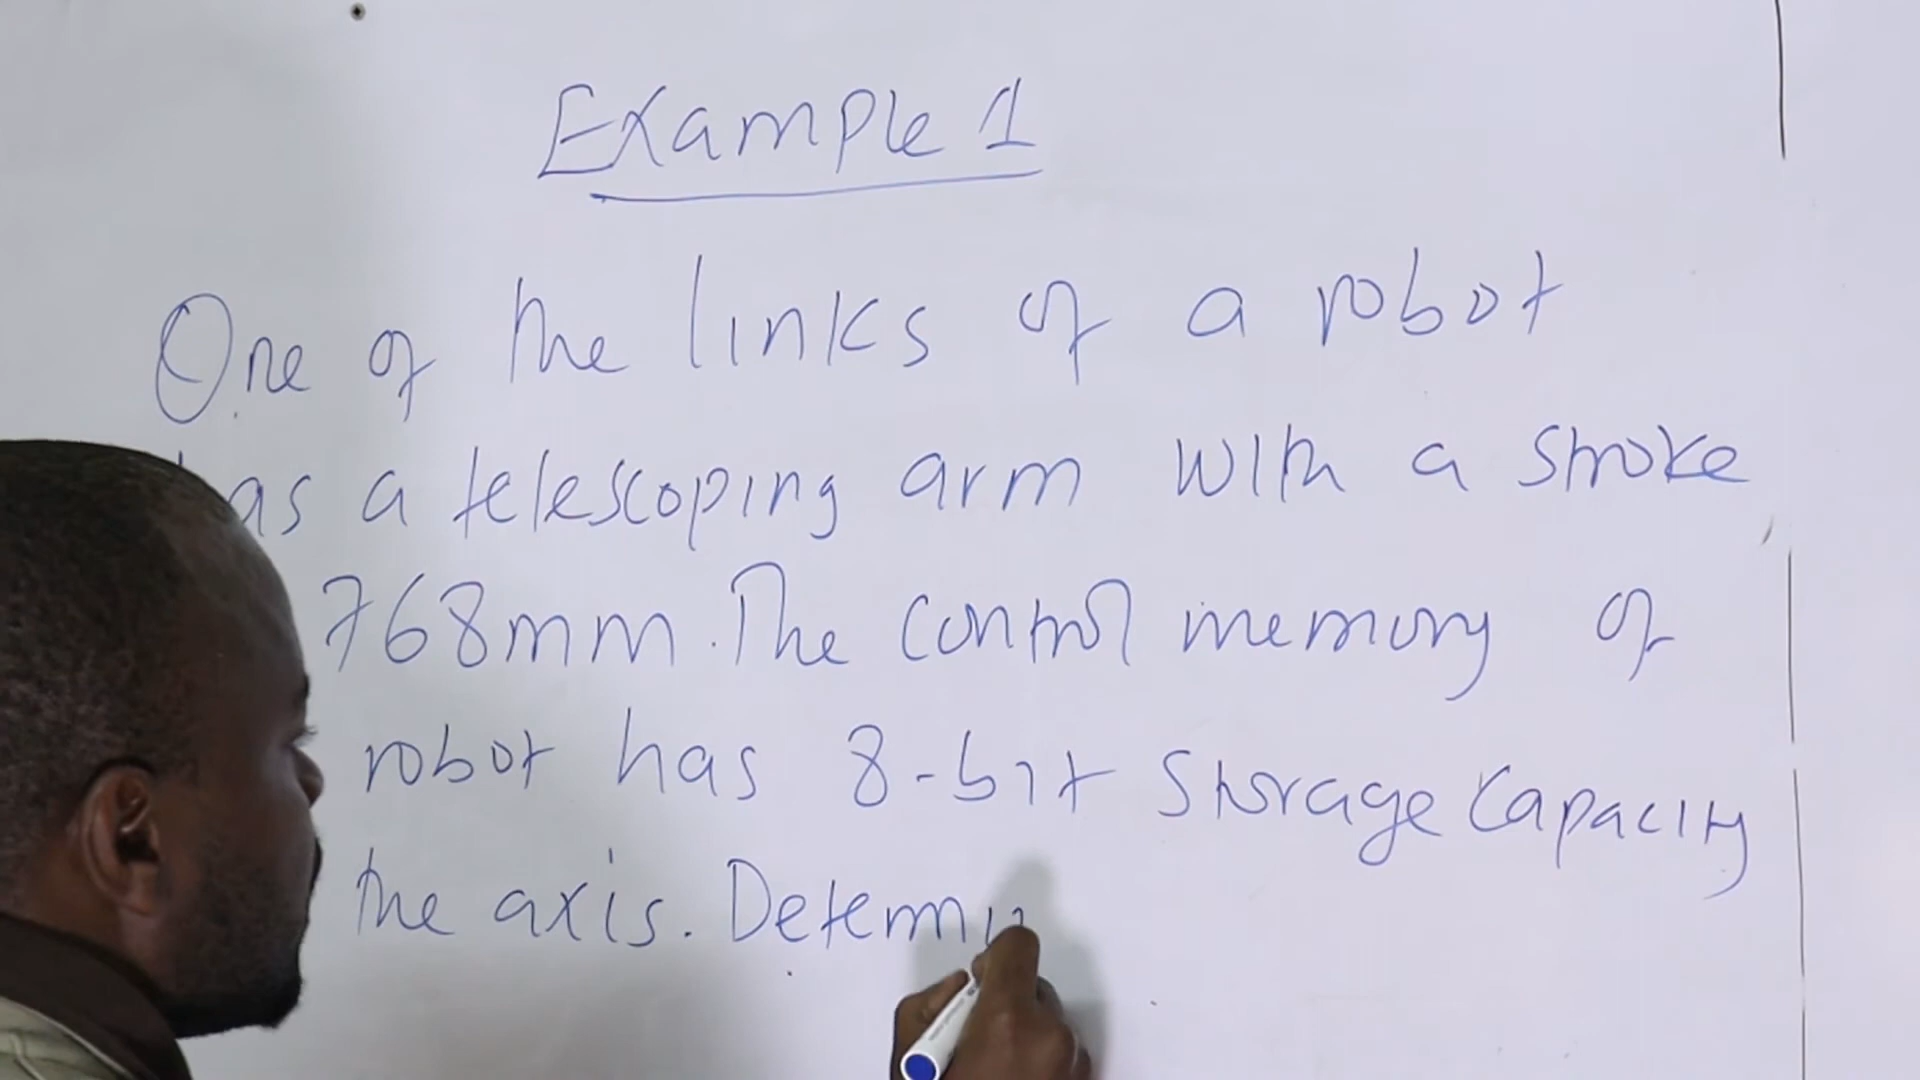 Example 1
One of the links of a robot
as a telescoping arm with a stroke
768mm. The control memory of
robot has 8-bit Storage Capacity
the axis. Determin